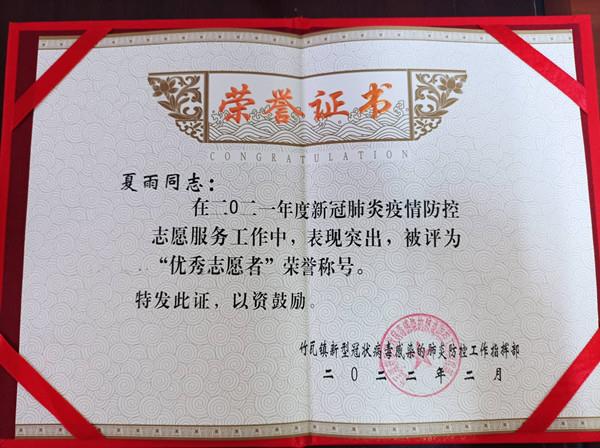 荣誉证书
CONGRATULATION
夏雨同志：
在二0二一年度新冠肺炎疫情防控
志愿服务工作中，表现突出，被评为
“优秀志愿者”荣誉称号。
特发此证，以资鼓励。
竹瓦镇新型冠状病毒感染的肺炎防控工作指挥部
二0二二年二月